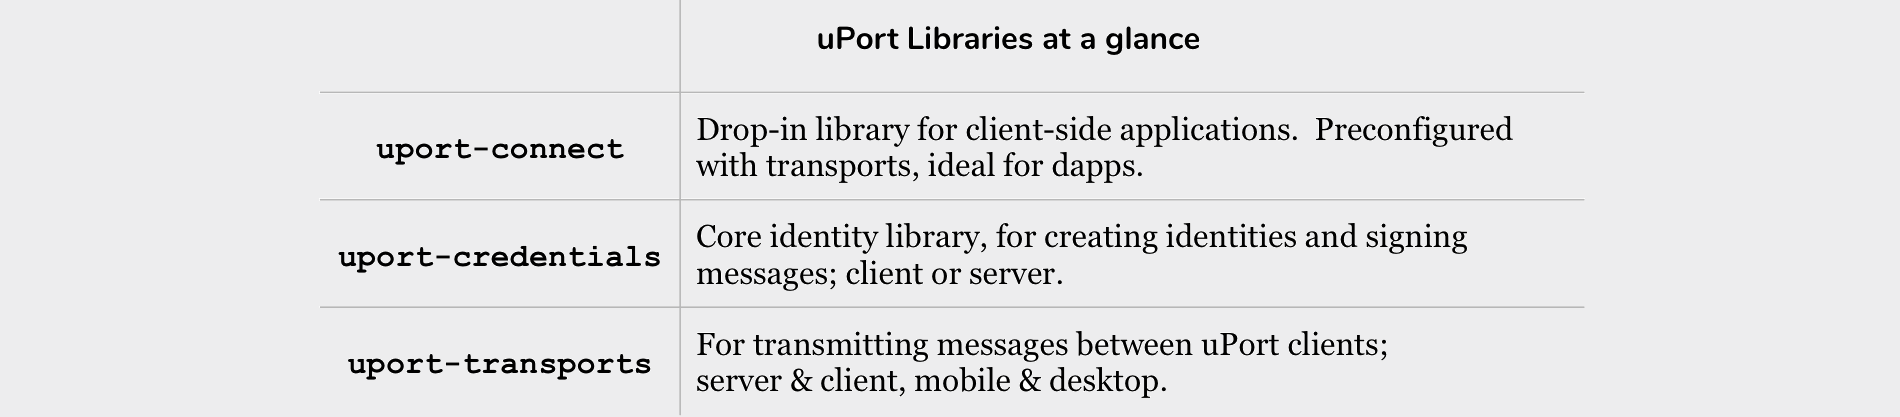 uPort Libraries at a glance
uport-connect
Drop-in library for client-side applications.  Preconfigured
with transports, ideal for dapps.
uport-credentials
Core identity library, for creating identities and signing
messages; client or server.
uport-transports
For transmitting messages between uPort clients;
server & client, mobile & desktop.